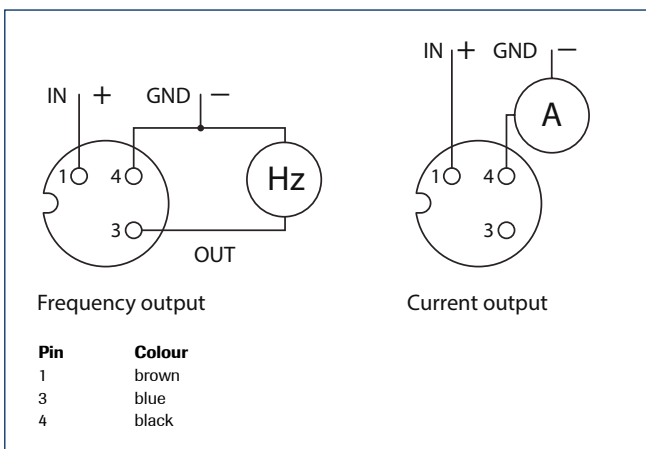 IN + GND −
1 4 Hz
3
OUT
Frequency output
IN + GND −
A
1 4
3
Current output
Pin Colour
1 brown
3 blue
4 black